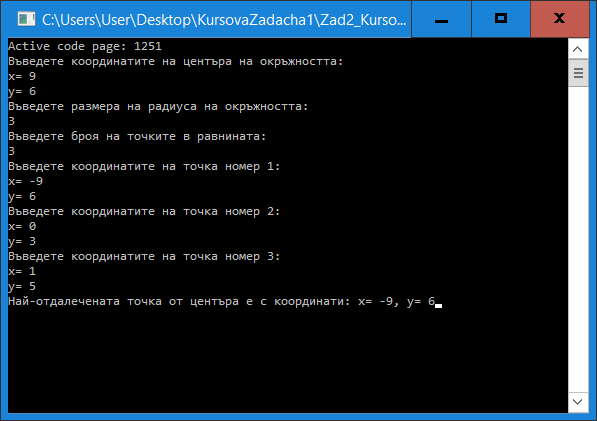 C:\Users\User\Desktop\KursovaZadacha1\Zad2_Kurso...
Active code page: 1251
Въведете координатите на центъра на окръжността:
x= 9
y= 6
Въведете размера на радиуса на окръжността:
3
Въведете броя на точките в равнината:
3
Въведете координатите на точка номер 1:
x= -9
y= 6
Въведете координатите на точка номер 2:
x= 0
y= 3
Въведете координатите на точка номер 3:
x= 1
y= 5
Най-отдалечената точка от центъра е с координати: x= -9, y= 6